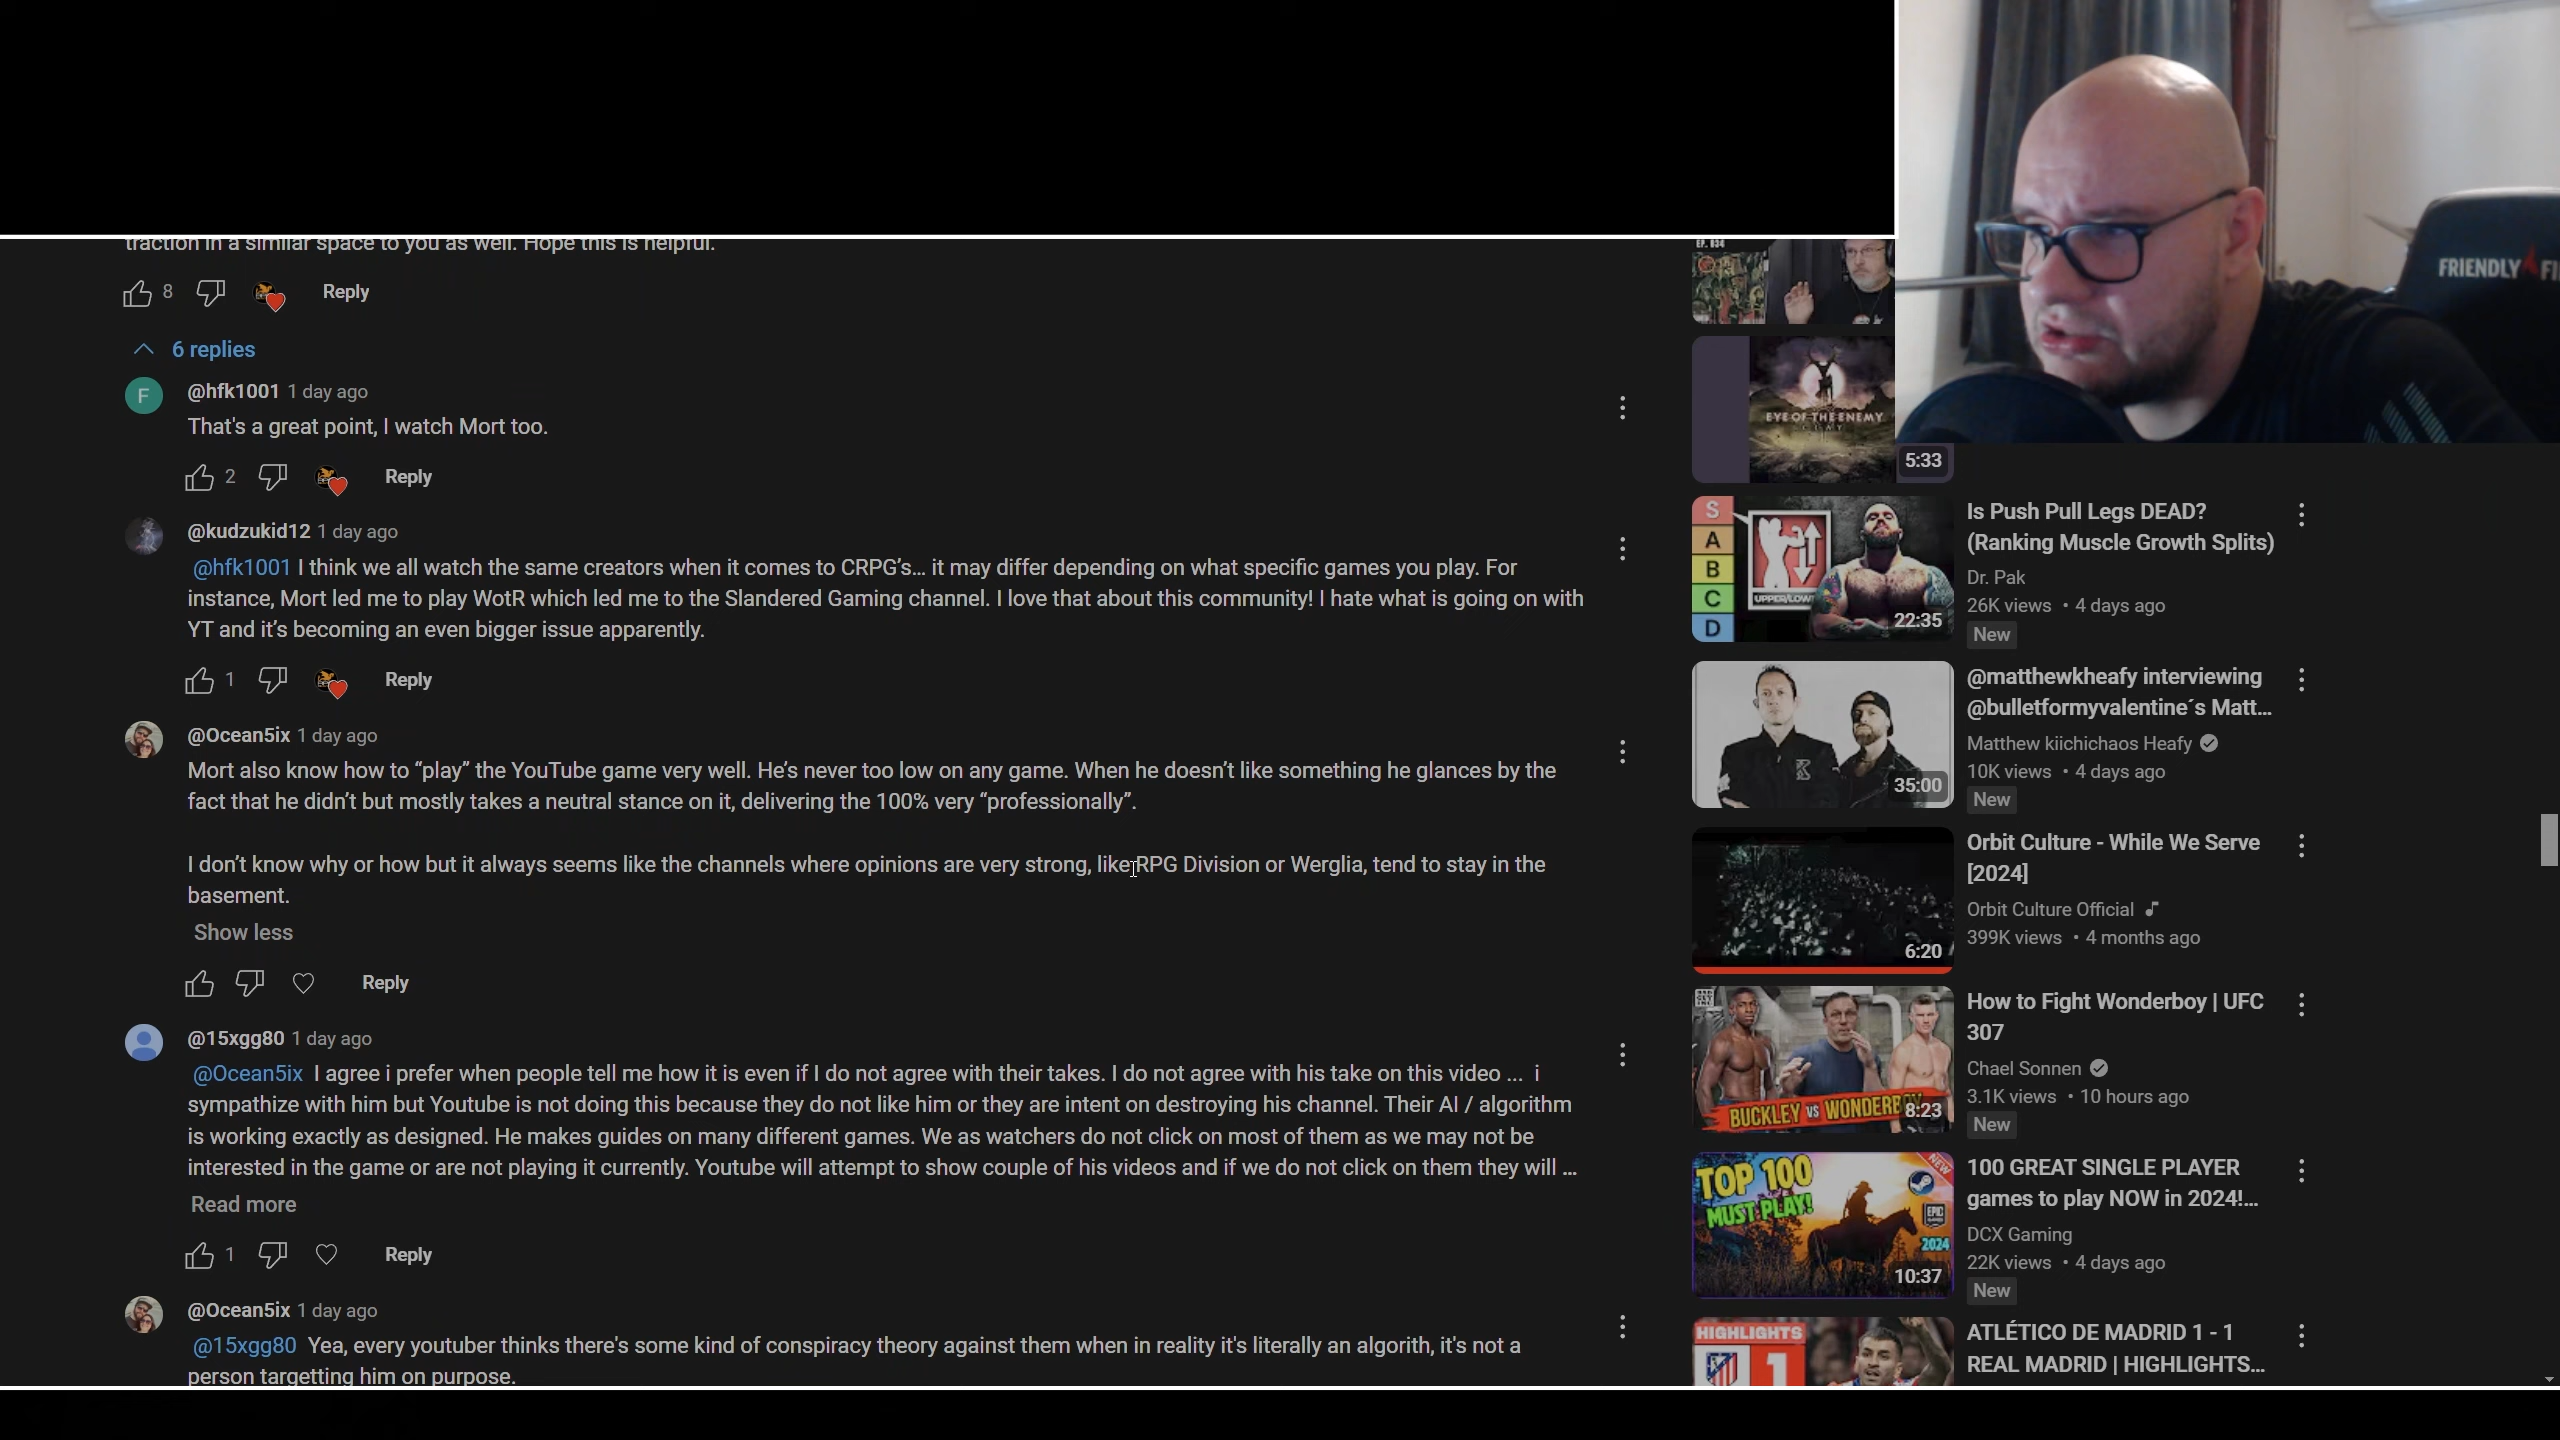 traction in a similar space to you as well. Hope this is helpful.
8 Reply
6 replies
F
@hfk1001 1 day ago
That's a great point, I watch Mort too.
2 Reply
@kudzukid12 1 day ago
@hfk1001 I think we all watch the same creators when it comes to CRPG's... it may differ depending on what specific games you play. For
instance, Mort led me to play WotR which led me to the Slandered Gaming channel. I love that about this community! I hate what is going on with
YT and it’s becoming an even bigger issue apparently.
1 Reply
@Ocean5ix 1 day ago
Mort also know how to “play” the YouTube game very well. He’s never too low on any game. When he doesn’t like something he glances by the
fact that he didn’t but mostly takes a neutral stance on it, delivering the 100% very “professionally”.
I don’t know why or how but it always seems like the channels where opinions are very strong, like RPG Division or Werglia, tend to stay in the
basement.
Show less
Reply
@15xgg80 1 day ago
@Ocean5ix I agree i prefer when people tell me how it is even if I do not agree with their takes. I do not agree with his take on this video ... i
sympathize with him but Youtube is not doing this because they do not like him or they are intent on destroying his channel. Their AI / algorithm
is working exactly as designed. He makes guides on many different games. We as watchers do not click on most of them as we may not be
interested in the game or are not playing it currently. Youtube will attempt to show couple of his videos and if we do not click on them they will ...
Read more
1 Reply
@Ocean5ix 1 day ago
@15xgg80 Yea, every youtuber thinks there's some kind of conspiracy theory against them when in reality it's literally an algorith, it's not a
person targetting him on purpose.
EP. 834
FRIENDLY FI
EYE OF THE ENEMY
5:33
S
A
B
C
D
UPPER/LOW
22:35
Is Push Pull Legs DEAD?
(Ranking Muscle Growth Splits)
Dr. Pak
26K views • 4 days ago
New
35:00
@matthewkheafy interviewing
@bulletformyvalentine´s Matt...
Matthew kiichichaos Heafy
10K views • 4 days ago
New
6:20
Orbit Culture - While We Serve
[2024]
Orbit Culture Official
399K views • 4 months ago
BUCKLEY VS WONDERB
8:23
How to Fight Wonderboy | UFC
307
Chael Sonnen
3.1K views • 10 hours ago
New
TOP 100
MUST PLAY!
NEW
EPIC
2024
10:37
100 GREAT SINGLE PLAYER
games to play NOW in 2024!...
DCX Gaming
22K views • 4 days ago
New
HIGHLIGHTS
1
ATLÉTICO DE MADRID 1 - 1
REAL MADRID | HIGHLIGHTS...